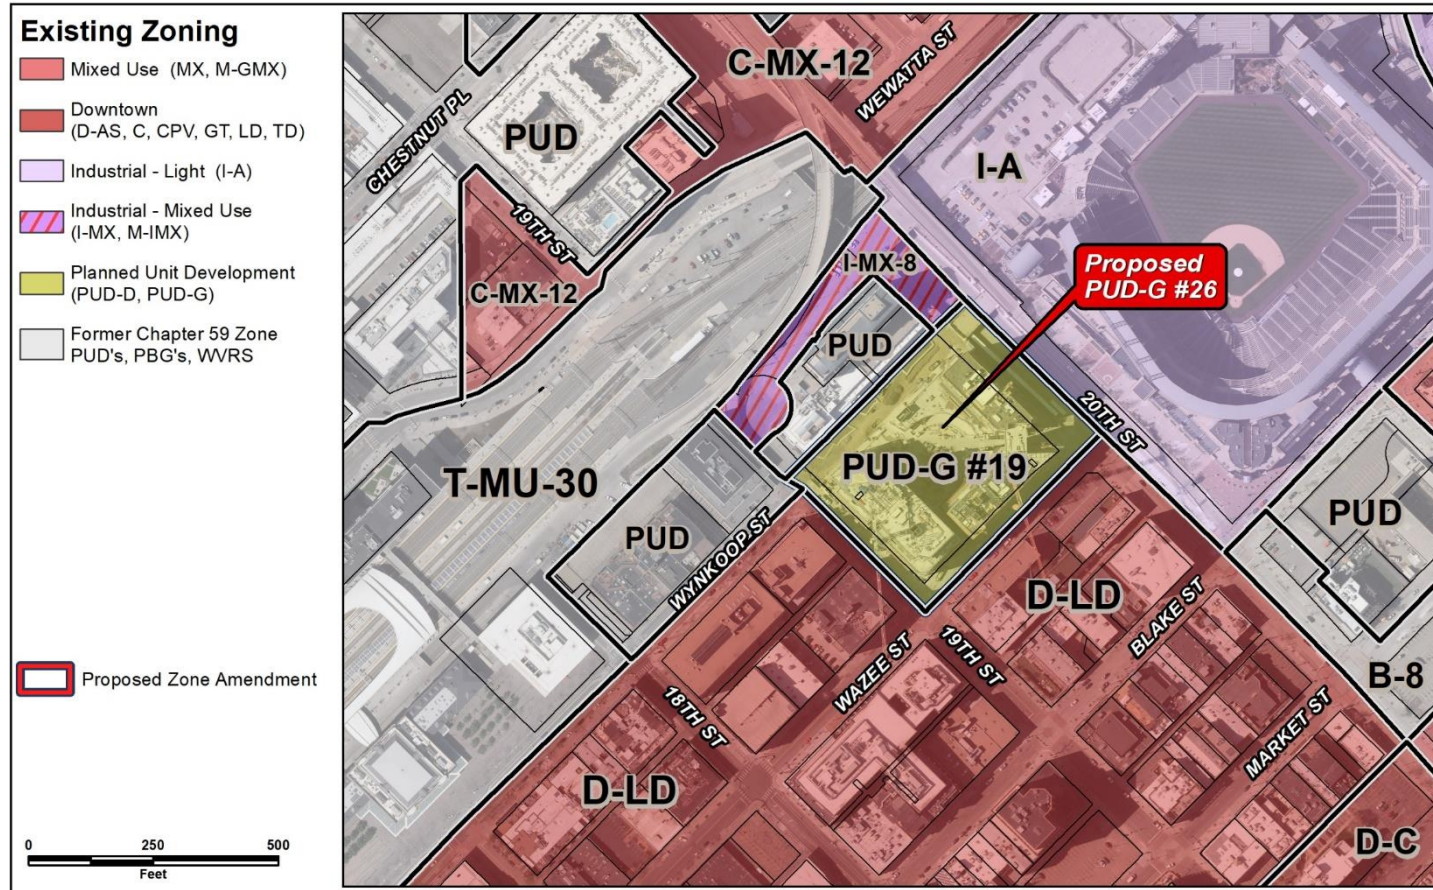 Existing Zoning
Mixed Use (MX, M-GMX)
Downtown
(D-AS, C, CPV, GT, LD, TD)
Industrial - Light (I-A)
Industrial - Mixed Use
(I-MX, M-IMX)
Planned Unit Development
(PUD-D, PUD-G)
Former Chapter 59 Zone
PUD's, PBG's, WVRS
Proposed Zone Amendment
0 250 500
Feet
C-MX-12
WEWATTA ST
CHESTNUT PL
PUD
I-A
19TH ST
I-MX-8
Proposed
PUD-G #26
C-MX-12
PUD
20TH ST
PUD-G #19
T-MU-30
PUD
PUD
WYNKOOP ST
D-LD
BLAKE ST
WAZEE ST
19TH ST
B-8
18TH ST
MARKET ST
D-LD
D-C